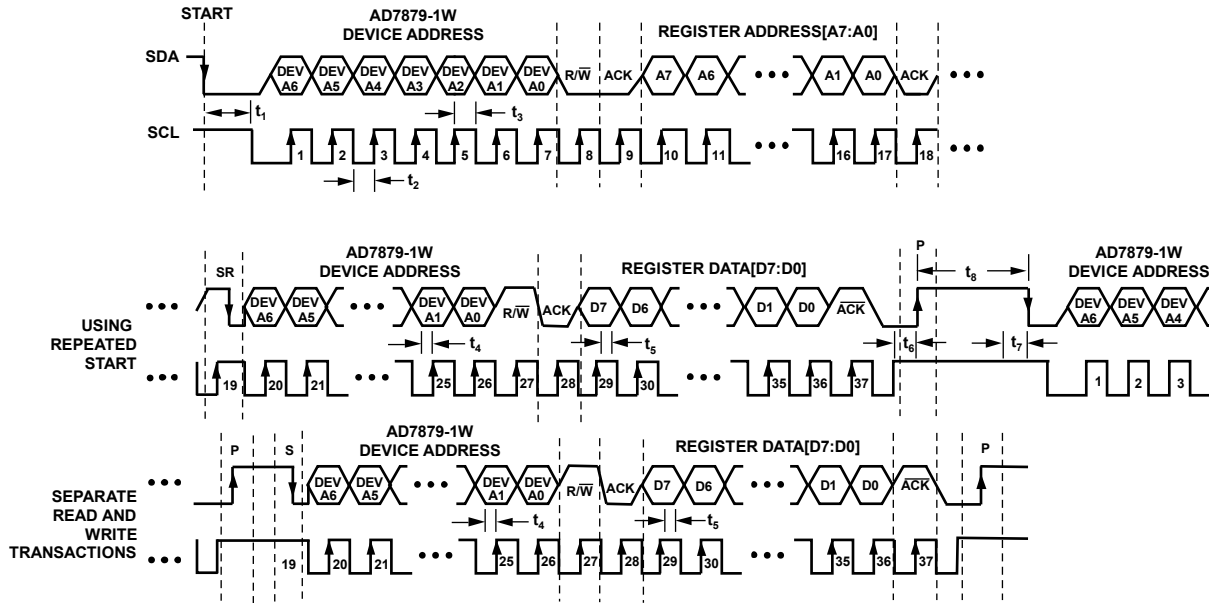 START
AD7879-1W
DEVICE ADDRESS
REGISTER ADDRESS[A7:A0]
SDA
DEV A6 DEV A5 DEV A4 DEV A3 DEV A2 DEV A1 DEV A0 R/W̅ ACK A7 A6 ••• A1 A0 ACK •••
t1 t3
SCL
1 2 3 4 5 6 7 8 9 10 11 ••• 16 17 18 •••
t2
SR
AD7879-1W
DEVICE ADDRESS
REGISTER DATA[D7:D0]
P
t8
AD7879-1W
DEVICE ADDRESS
••• DEV A6 DEV A5 ••• DEV A1 DEV A0 R/W̅ ACK D7 D6 ••• D1 D0 A̅C̅K̅ DEV A6 DEV A5 DEV A4
USING
REPEATED
START
t4 t5 t6 t7
••• 19 20 21 ••• 25 26 27 28 29 30 ••• 35 36 37 1 2 3
P S
AD7879-1W
DEVICE ADDRESS
REGISTER DATA[D7:D0]
P
••• DEV A6 DEV A5 ••• DEV A1 DEV A0 R/W̅ ACK D7 D6 ••• D1 D0 A̅C̅K̅
SEPARATE
READ AND
WRITE
TRANSACTIONS
t4 t5
••• 19 20 21 ••• 25 26 27 28 29 30 ••• 35 36 37